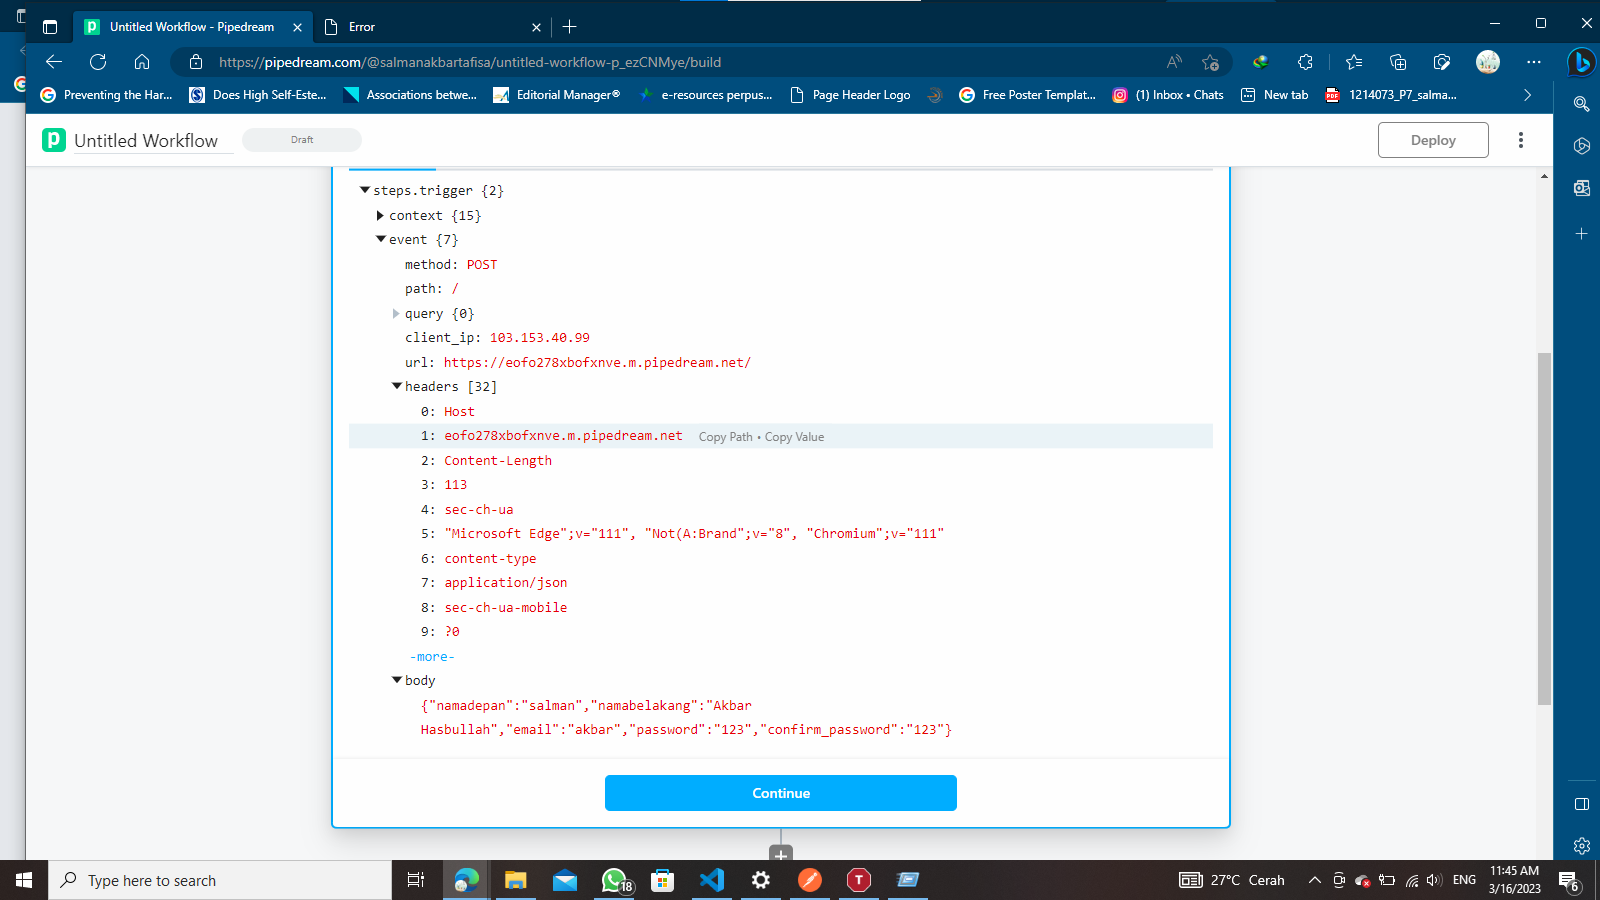 Untitled Workflow - Pipedream
Error
https://pipedream.com/@salmanakbartafisa/untitled-workflow-p_ezCNMye/build
Preventing the Har...
Does High Self-Este...
Associations betwe...
Editorial Manager®
e-resources perpus...
Page Header Logo
Free Poster Templat...
(1) Inbox • Chats
New tab
PDF
1214073_P7_salma...
Untitled Workflow
Draft
Deploy
steps.trigger {2}
context {15}
event {7}
method: POST
path: /
query {0}
client_ip: 103.153.40.99
url: https://eofo278xbofxnve.m.pipedream.net/
headers [32]
0: Host
1: eofo278xbofxnve.m.pipedream.net Copy Path • Copy Value
2: Content-Length
3: 113
4: sec-ch-ua
5: "Microsoft Edge";v="111", "Not(A:Brand";v="8", "Chromium";v="111"
6: content-type
7: application/json
8: sec-ch-ua-mobile
9: ?0
-more-
body
{"namadepan":"salman","namabelakang":"Akbar
Hasbullah","email":"akbar","password":"123","confirm_password":"123"}
Continue
Type here to search
18
T
27°C Cerah
ENG
11:45 AM
3/16/2023
6